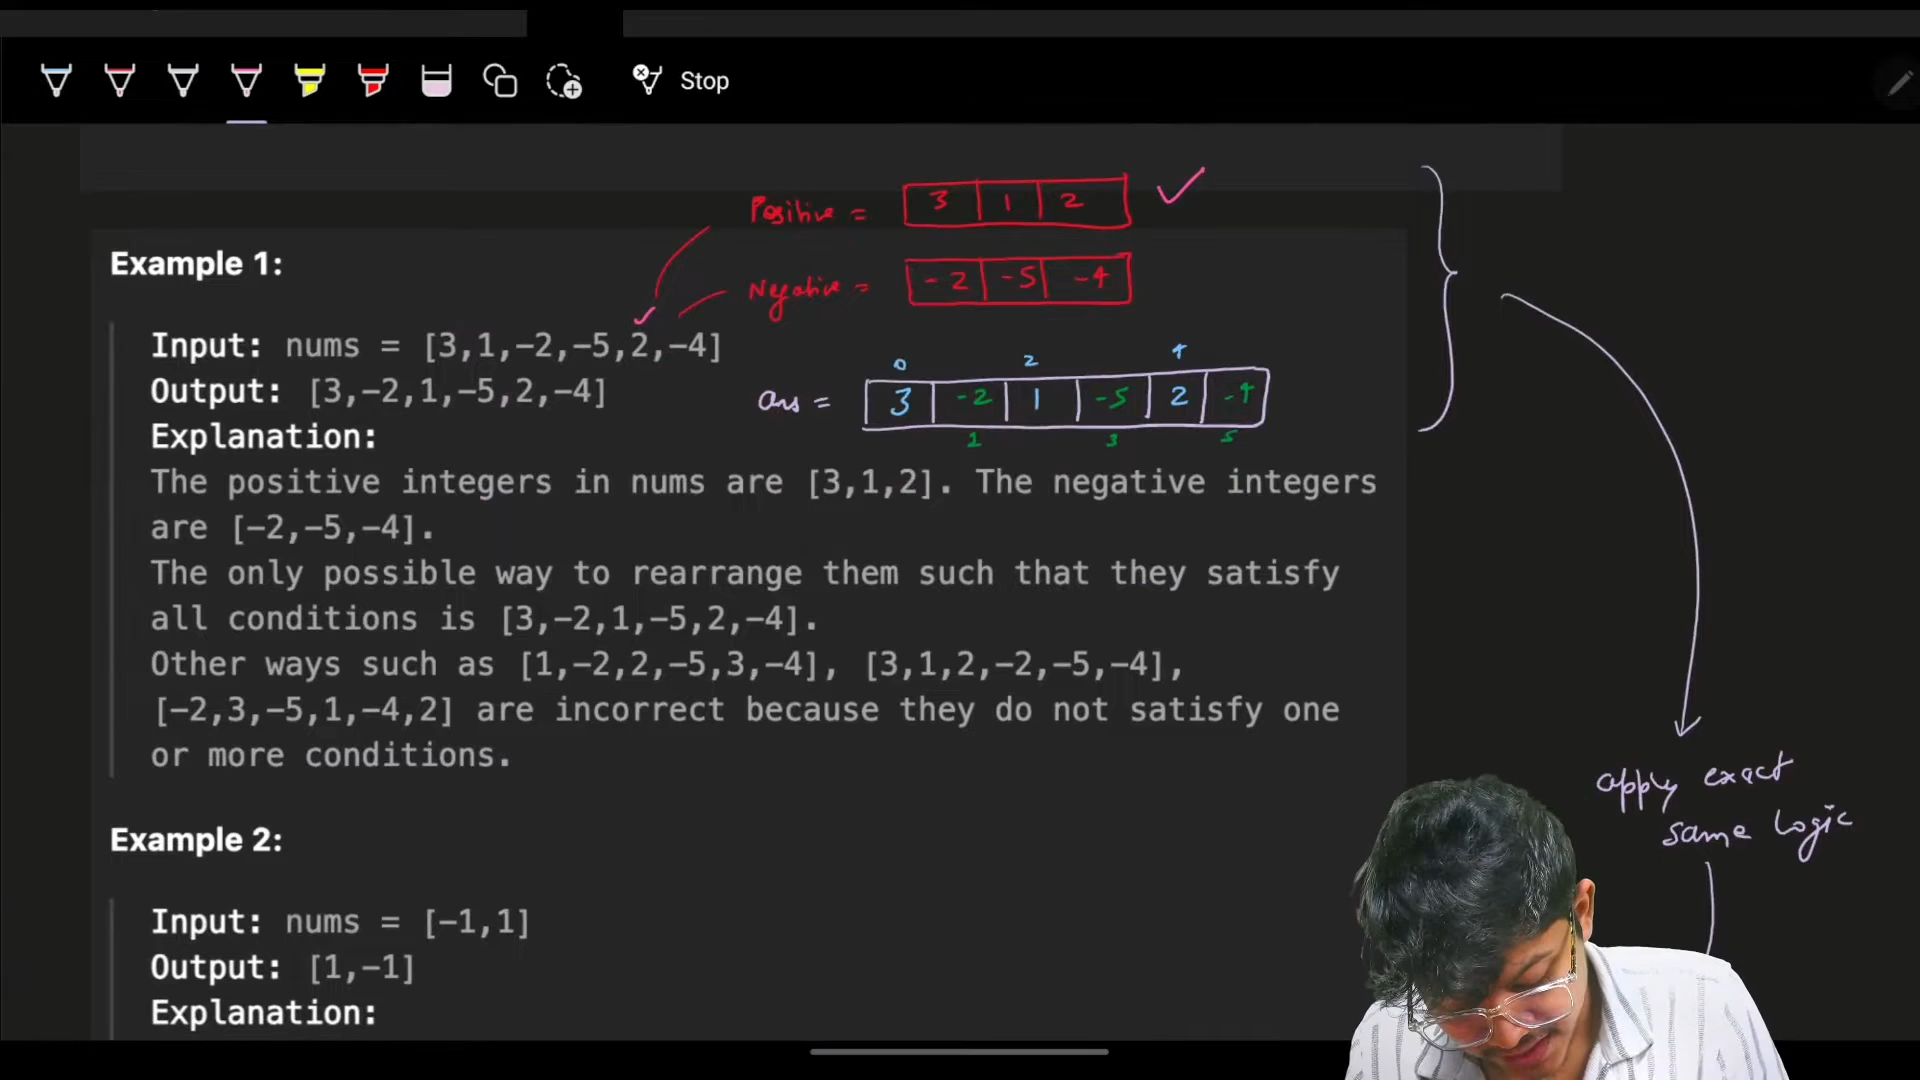 Stop
Positive = 3 1 2
Negative = -2 -5 -4
Example 1:
Input: nums = [3,1,-2,-5,2,-4]
Output: [3,-2,1,-5,2,-4]
0 2 4
Ans = 3 -2 1 -5 2 -4
1 3 5
Explanation:
The positive integers in nums are [3,1,2]. The negative integers
are [-2,-5,-4].
The only possible way to rearrange them such that they satisfy
all conditions is [3,-2,1,-5,2,-4].
Other ways such as [1,-2,2,-5,3,-4], [3,1,2,-2,-5,-4],
[-2,3,-5,1,-4,2] are incorrect because they do not satisfy one
or more conditions.
apply exact
same logic
Example 2:
Input: nums = [-1,1]
Output: [1,-1]
Explanation: